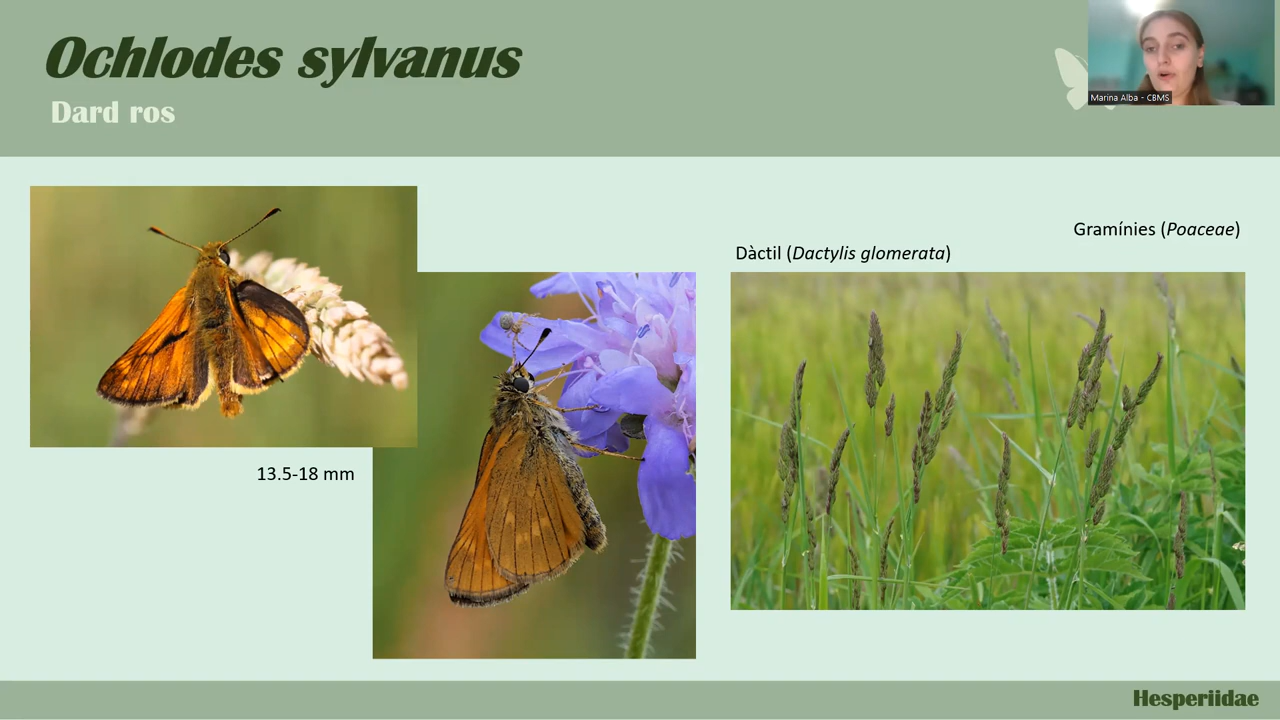 Ochlodes sylvanus
Dard ros
Marina Alba - CBMS
Gramínies (Poaceae)
Dàctil (Dactylis glomerata)
13.5-18 mm
Hesperiidae